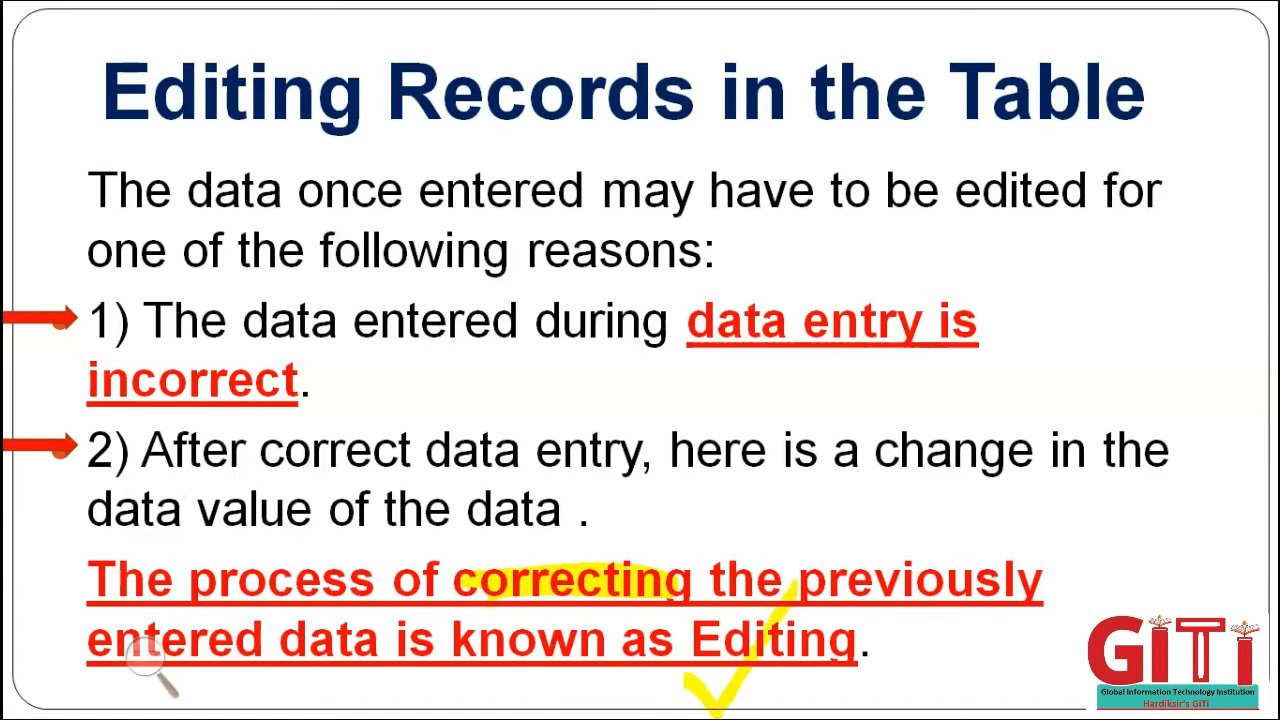 Editing Records in the Table
The data once entered may have to be edited for
one of the following reasons:
1) The data entered during data entry is
incorrect.
2) After correct data entry, here is a change in the
data value of the data .
The process of correcting the previously
entered data is known as Editing.
GiTi
Global Information Technology Institution
Hardiksir's GiTi